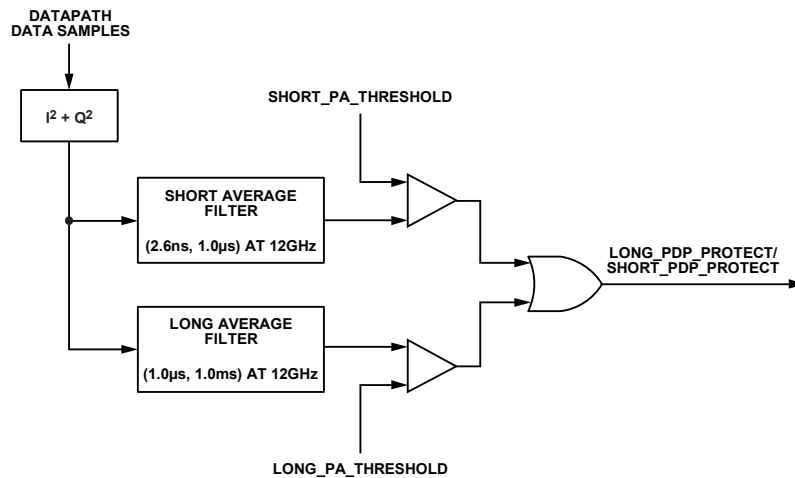 DATAPATH
DATA SAMPLES
I² + Q²
SHORT_PA_THRESHOLD
SHORT AVERAGE
FILTER
(2.6ns, 1.0µs) AT 12GHz
LONG_PDP_PROTECT/
SHORT_PDP_PROTECT
LONG AVERAGE
FILTER
(1.0µs, 1.0ms) AT 12GHz
LONG_PA_THRESHOLD